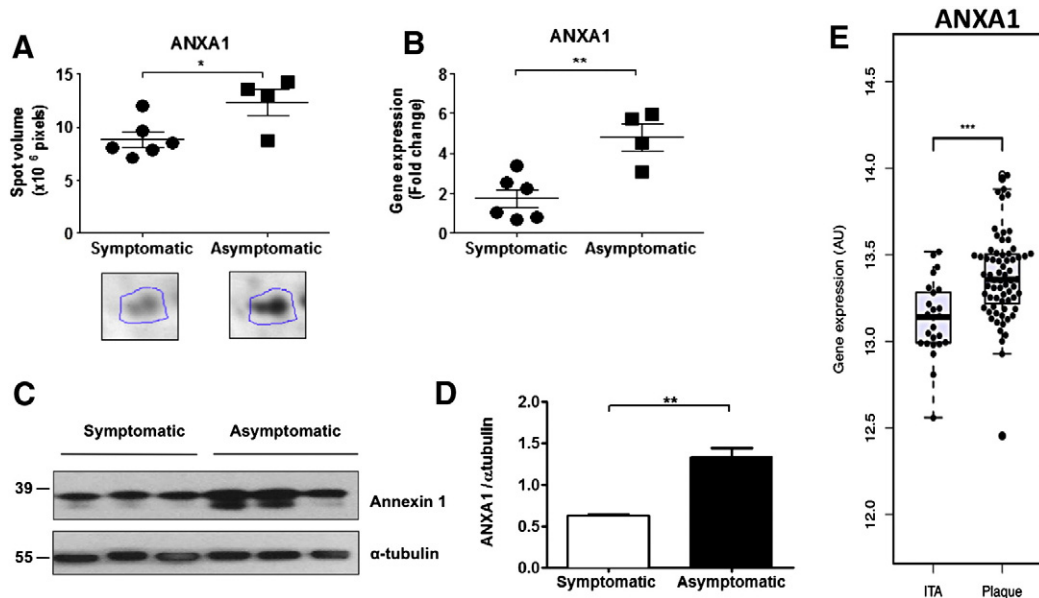 A
ANXA1
*
Spot volume
(x10 6 pixels)
15
10
5
0
Symptomatic Asymptomatic
B
ANXA1
**
Gene expression
(Fold change)
8
6
4
2
0
Symptomatic Asymptomatic
C
Symptomatic Asymptomatic
39
Annexin 1
55
α-tubulin
D
**
ANXA1/αtubulin
2.0
1.5
1.0
0.5
0.0
Symptomatic Asymptomatic
E
ANXA1
***
Gene expression (AU)
14.5
14.0
13.5
13.0
12.5
12.0
ITA Plaque